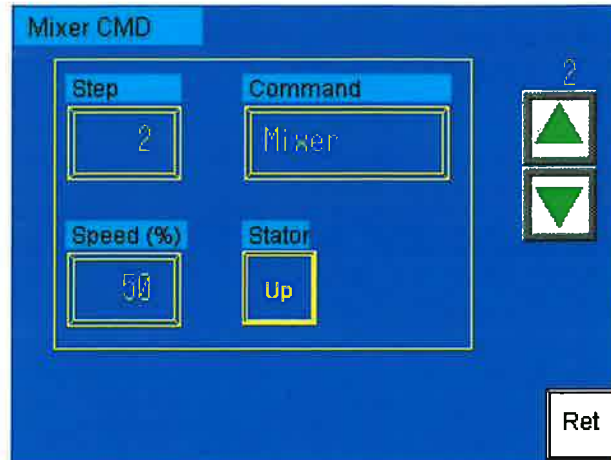 Mixer CMD
2
Step Command
2 Mixer
Speed (%) Stator
50 Up
Ret